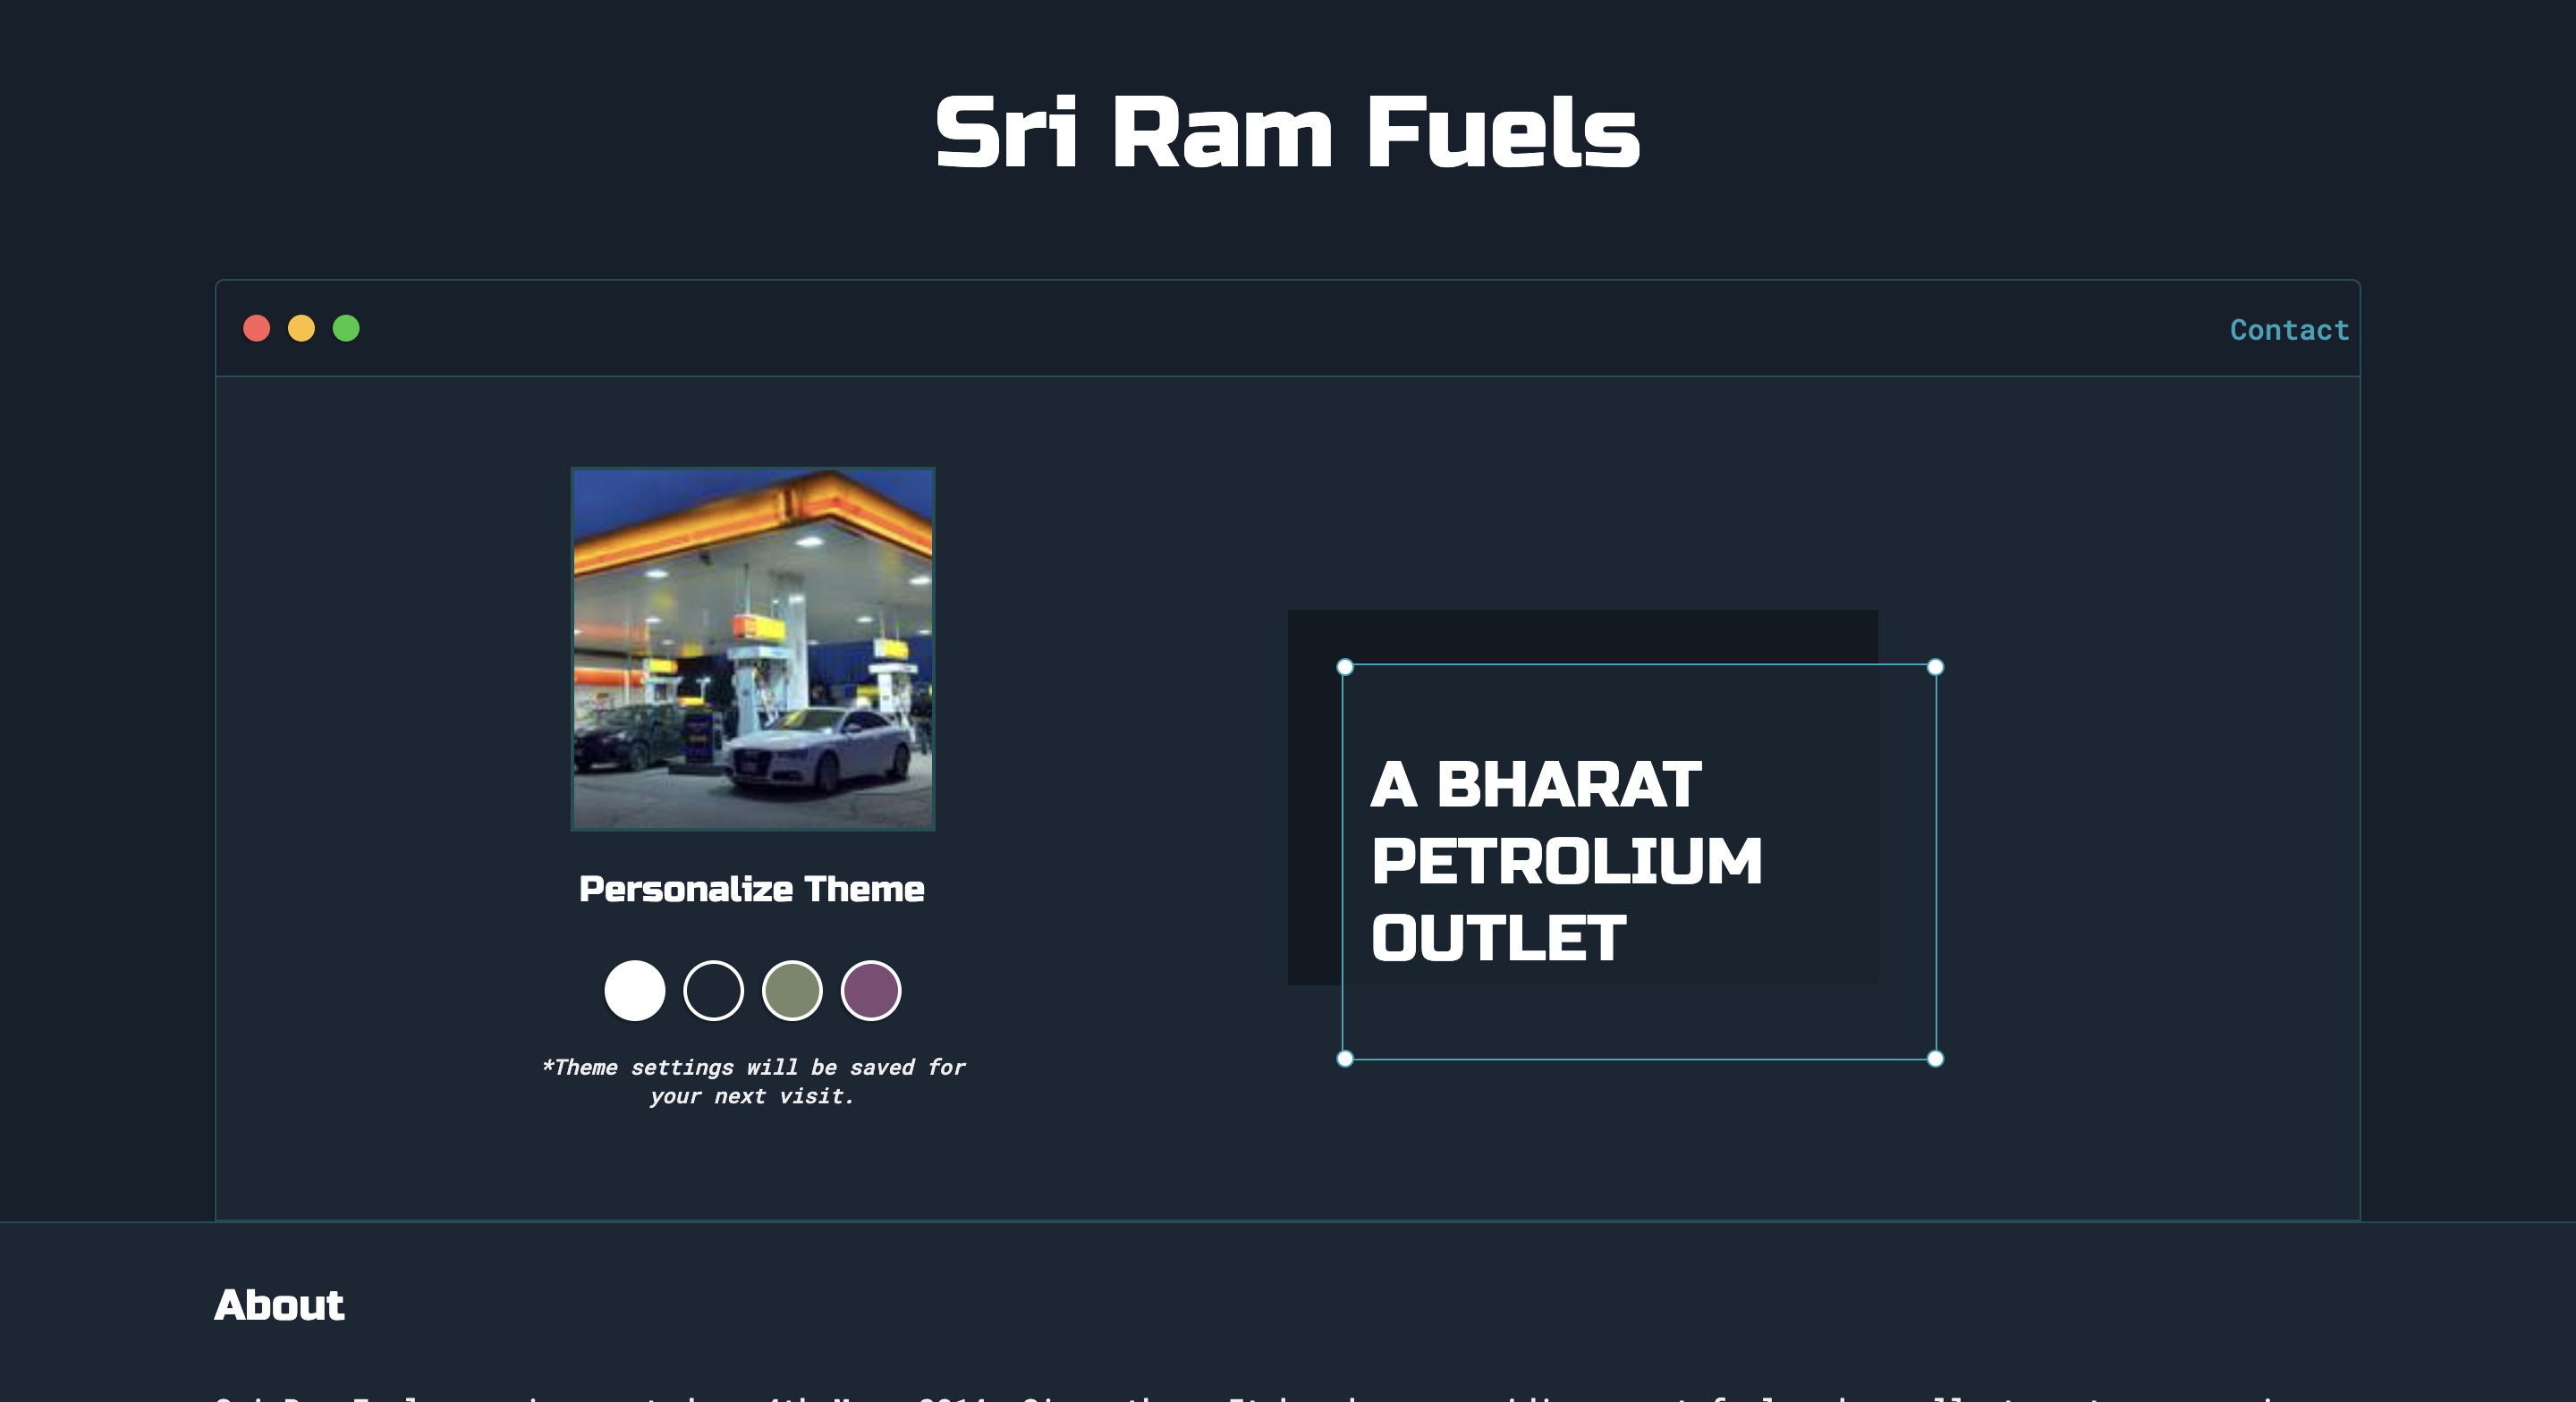 Sri Ram Fuels
Contact
A BHARAT
PETROLIUM
OUTLET
Personalize Theme
*Theme settings will be saved for
your next visit.
About